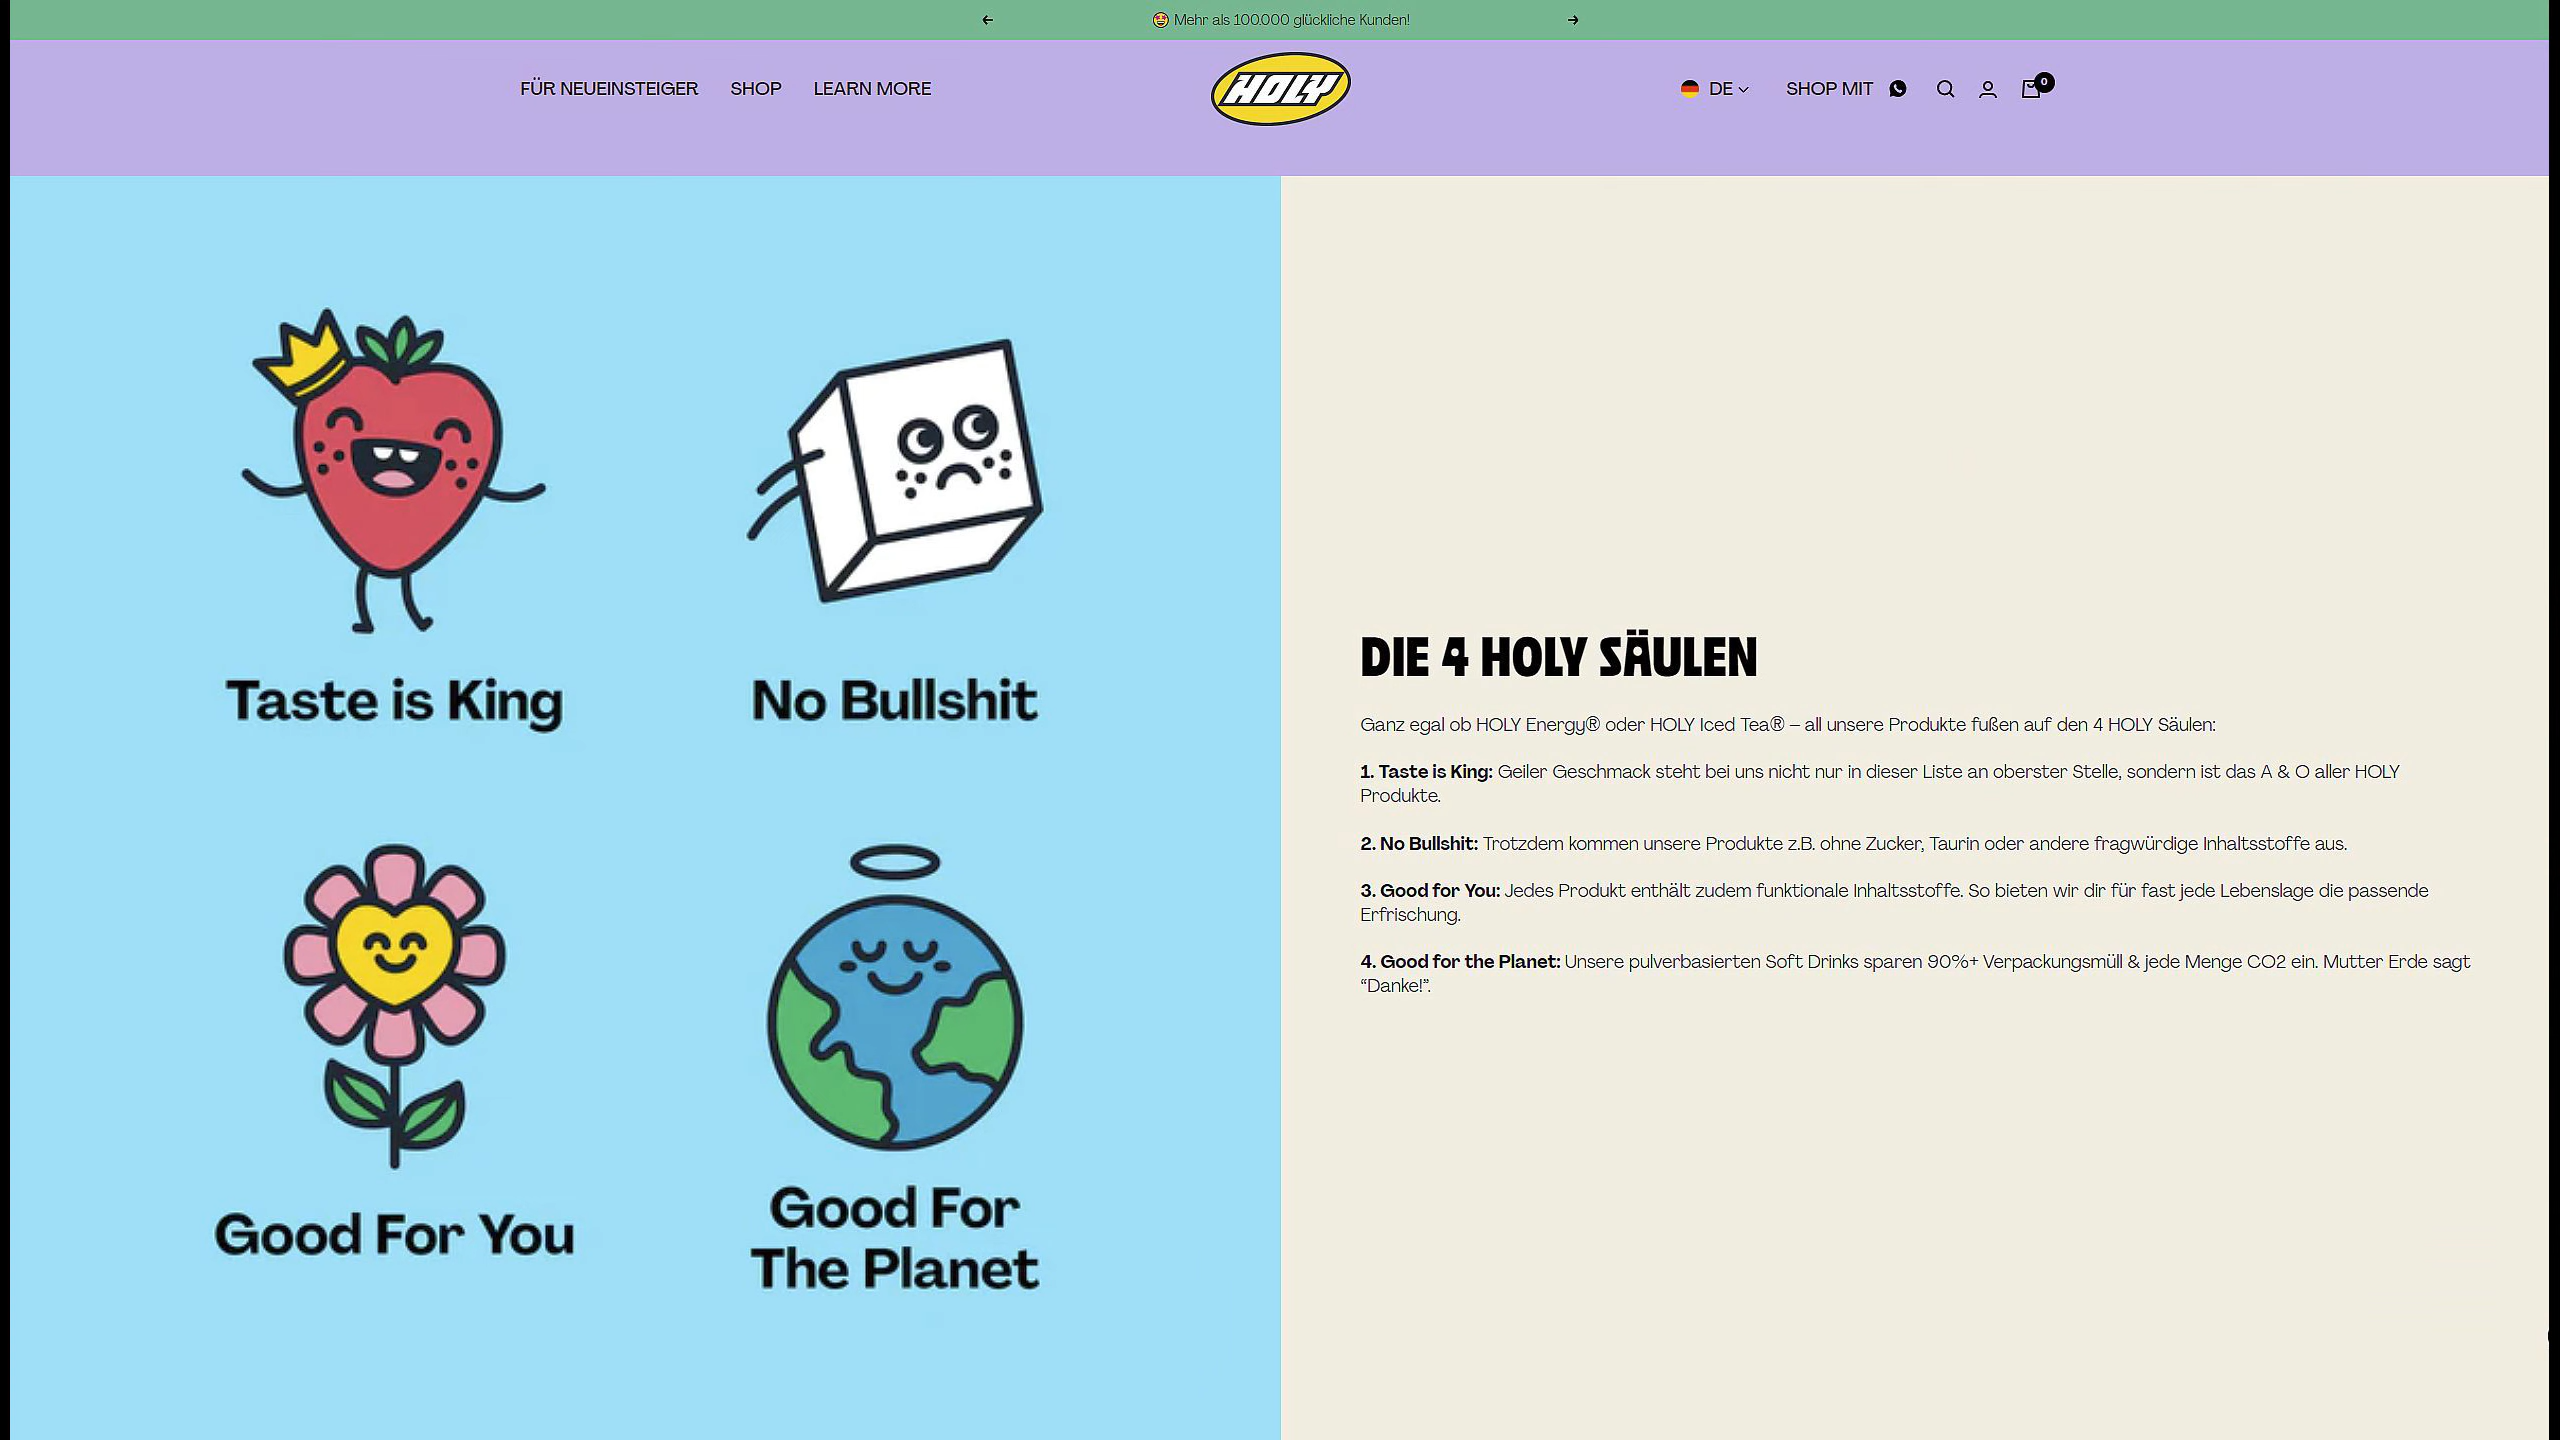 Mehr als 100.000 glückliche Kunden!
FÜR NEUEINSTEIGER SHOP LEARN MORE
HOLY
DE SHOP MIT 0
Taste is King
No Bullshit
Good For You
Good For
The Planet
DIE 4 HOLY SÄULEN
Ganz egal ob HOLY Energy® oder HOLY Iced Tea® – all unsere Produkte fußen auf den 4 HOLY Säulen:
1. Taste is King: Geiler Geschmack steht bei uns nicht nur in dieser Liste an oberster Stelle, sondern ist das A & O aller HOLY
Produkte.
2. No Bullshit: Trotzdem kommen unsere Produkte z.B. ohne Zucker, Taurin oder andere fragwürdige Inhaltsstoffe aus.
3. Good for You: Jedes Produkt enthält zudem funktionale Inhaltsstoffe. So bieten wir dir für fast jede Lebenslage die passende
Erfrischung.
4. Good for the Planet: Unsere pulverbasierten Soft Drinks sparen 90%+ Verpackungsmüll & jede Menge CO2 ein. Mutter Erde sagt
“Danke!”.